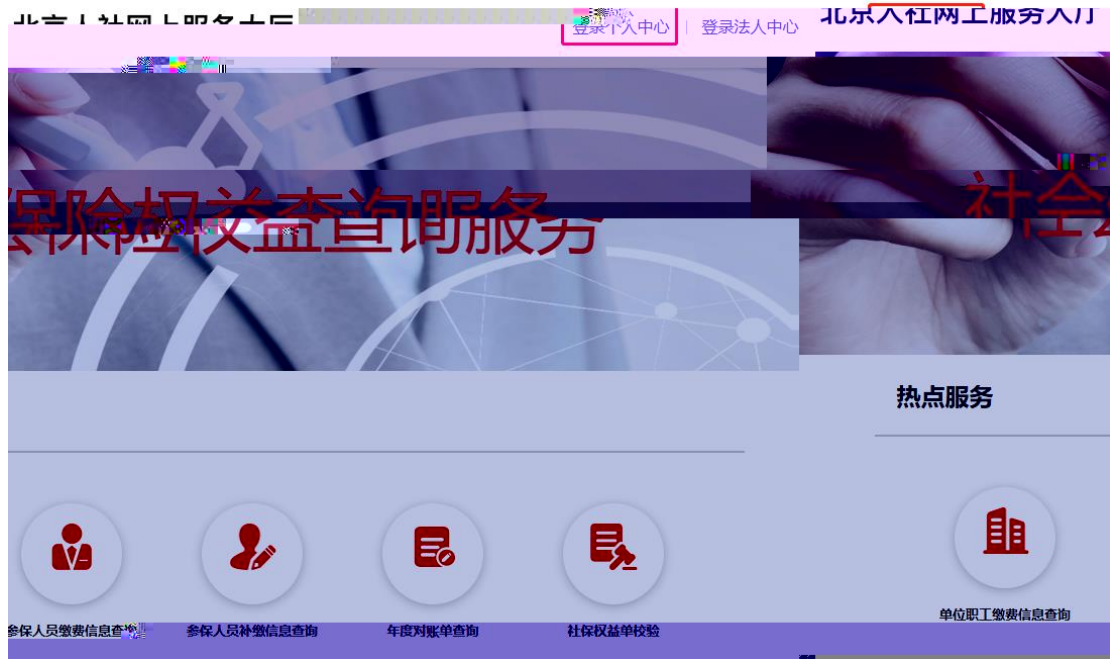 北京人社网上服务大厅
登录个人中心 | 登录法人中心
北京人社网上服务大厅
保险权益查询服务
社会
热点服务
参保人员缴费信息查询
参保人员补缴信息查询
年度对账单查询
社保权益单校验
单位职工缴费信息查询